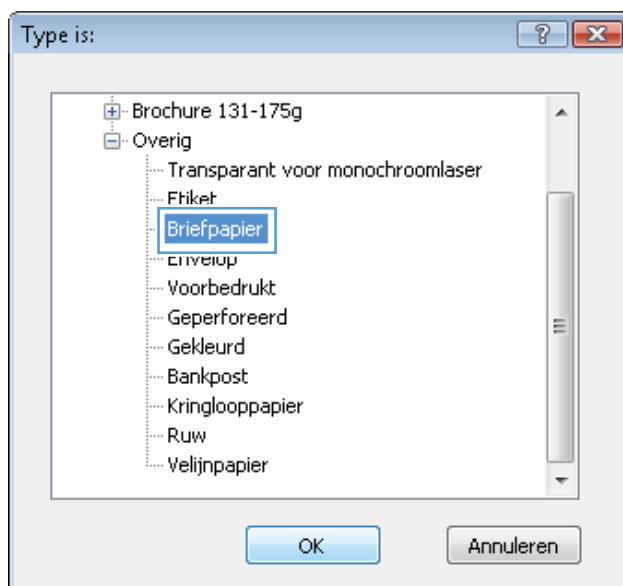 Type is:
Brochure 131-175g
Overig
Transparant voor monochroomlaser
Etiket
Briefpapier
Envelop
Voorbedrukt
Geperforeerd
Gekleurd
Bankpost
Kringlooppapier
Ruw
Velijnpapier
OK Annuleren